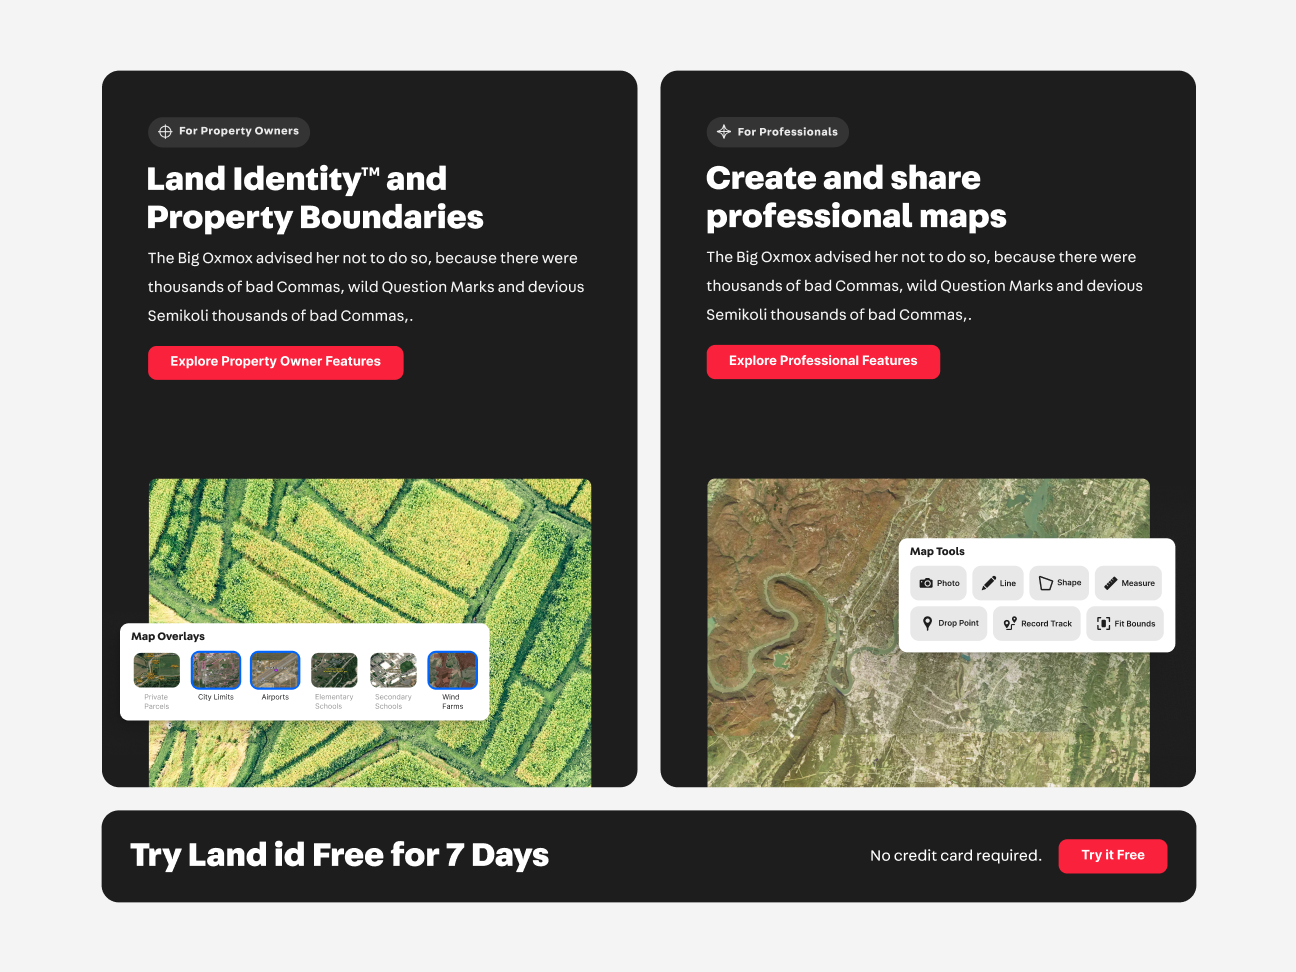 For Property Owners
Land Identity™ and
Property Boundaries
The Big Oxmox advised her not to do so, because there were
thousands of bad Commas, wild Question Marks and devious
Semikoli thousands of bad Commas,.
Explore Property Owner Features
Map Overlays
Private
Parcels
City Limits
Airports
Elementary
Schools
Secondary
Schools
Wind
Farms
For Professionals
Create and share
professional maps
The Big Oxmox advised her not to do so, because there were
thousands of bad Commas, wild Question Marks and devious
Semikoli thousands of bad Commas,.
Explore Professional Features
Map Tools
Photo
Line
Shape
Measure
Drop Point
Record Track
Fit Bounds
Try Land id Free for 7 Days
No credit card required.
Try it Free